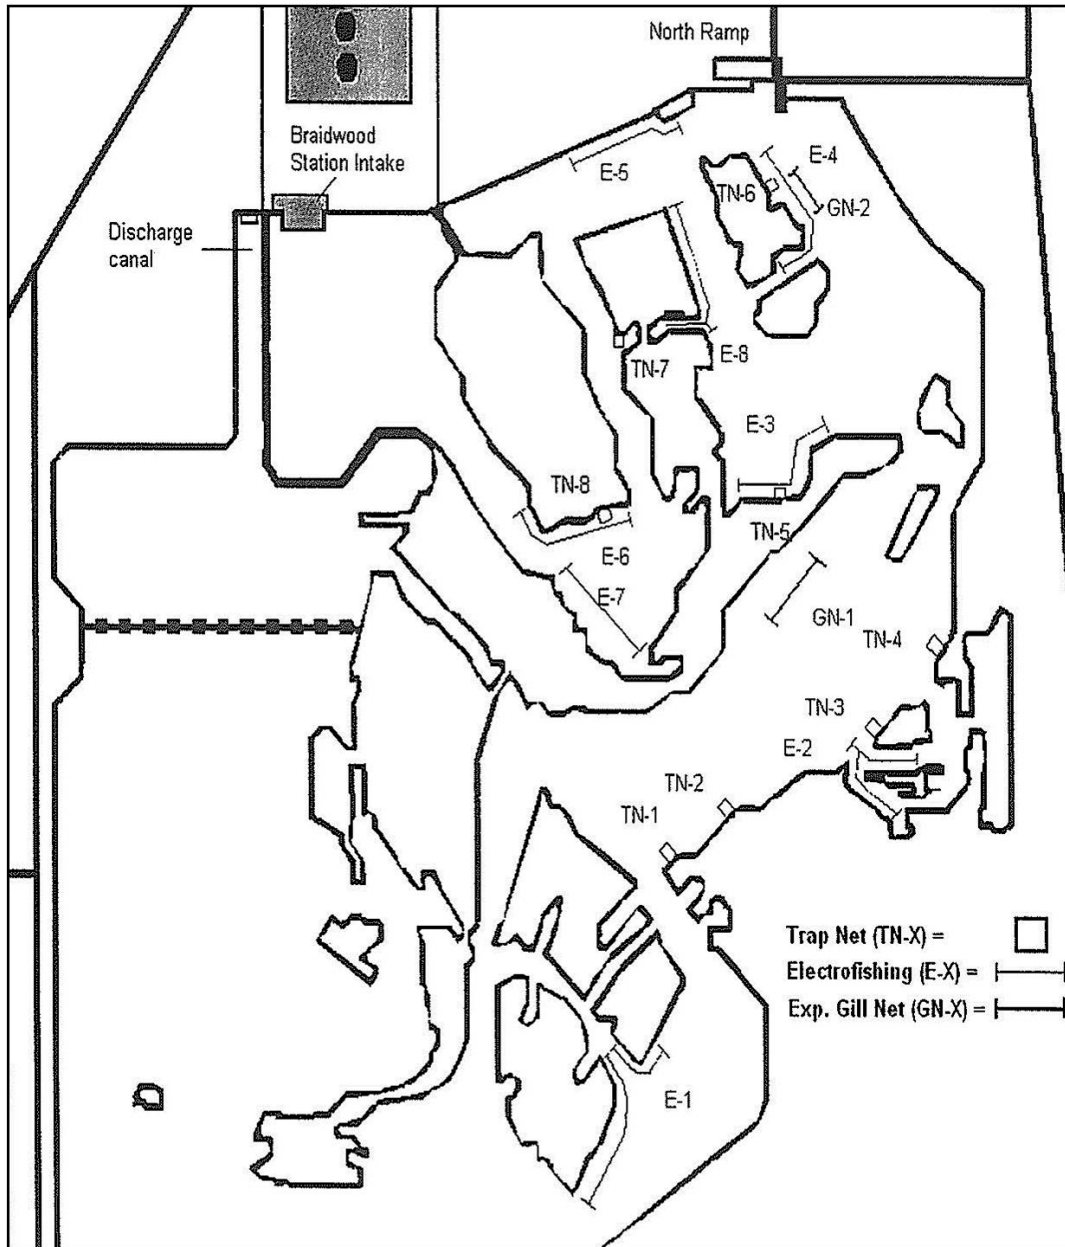 North Ramp
Braidwood
Station Intake
E-5
E-4
TN-6
GN-2
Discharge
canal
TN-7
E-8
E-3
TN-8
TN-5
E-6
E-7
GN-1
TN-4
TN-3
E-2
TN-2
TN-1
Trap Net (TN-X) =
Electrofishing (E-X) =
Exp. Gill Net (GN-X) =
E-1